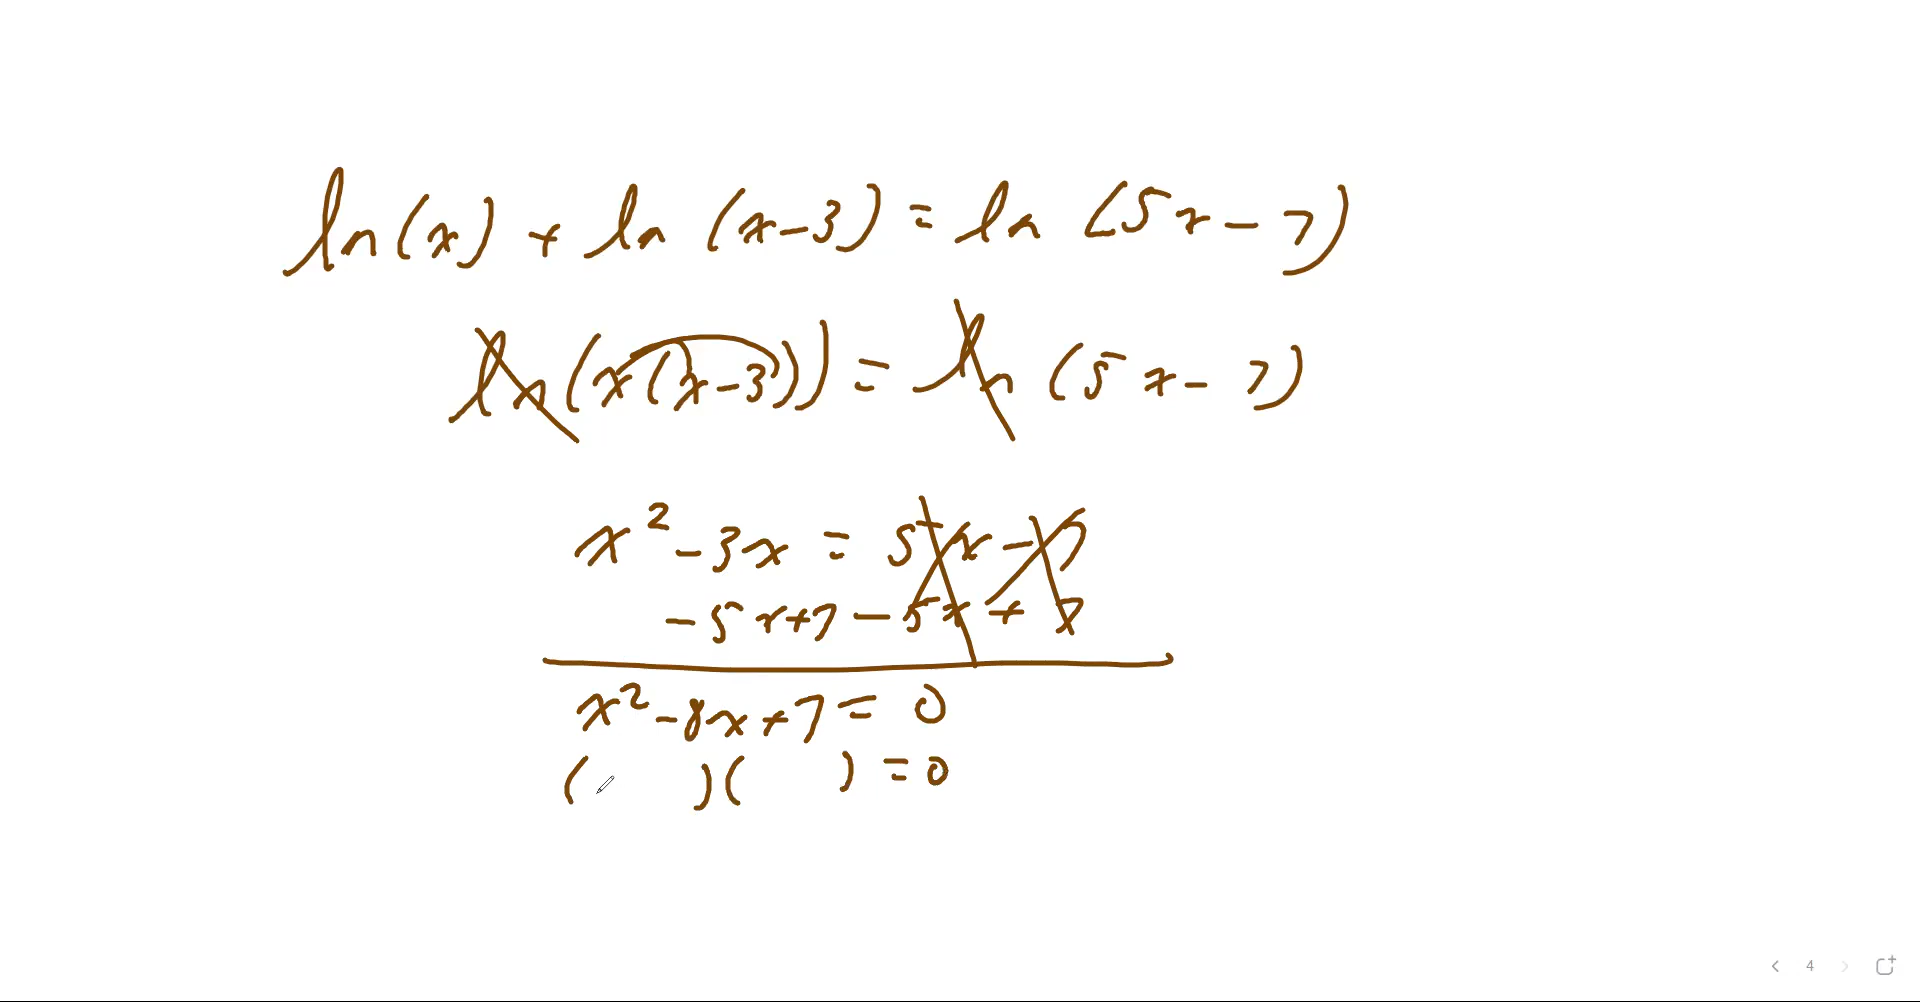 ln(x) + ln (x-3) = ln (5x - 7)
ln(x(x-3)) = ln (5x - 7)
x² - 3x = 5x - 7
- 5x+7 - 5x + 7
x² - 8x + 7 = 0
( )( ) = 0
4